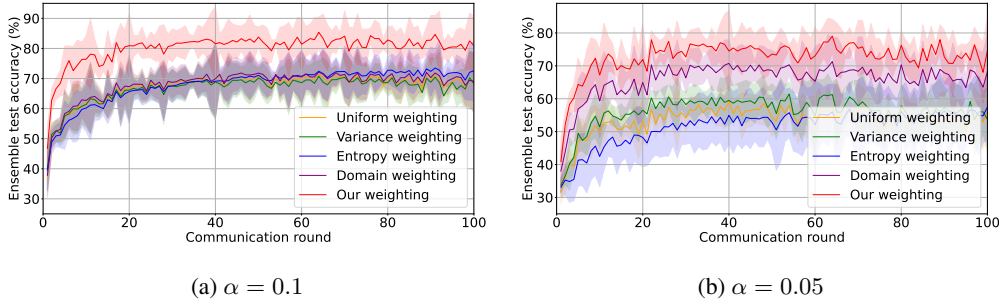 Ensemble test accuracy (%)
90
80
70
60
50
40
30
0
20
40
60
80
100
Communication round
Uniform weighting
Variance weighting
Entropy weighting
Domain weighting
Our weighting
(a) α = 0.1
Ensemble test accuracy (%)
90
80
70
60
50
40
30
0
20
40
60
80
100
Communication round
Uniform weighting
Variance weighting
Entropy weighting
Domain weighting
Our weighting
(b) α = 0.05